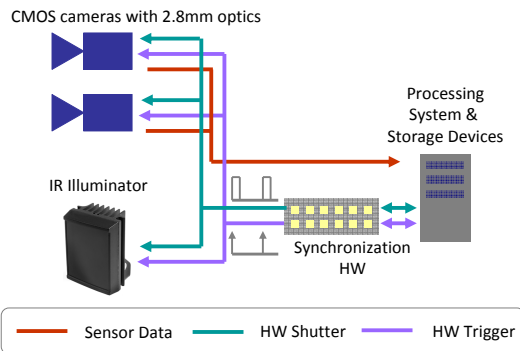 CMOS cameras with 2.8mm optics
Processing
System &
Storage Devices
IR Illuminator
Synchronization
HW
Sensor Data
HW Shutter
HW Trigger